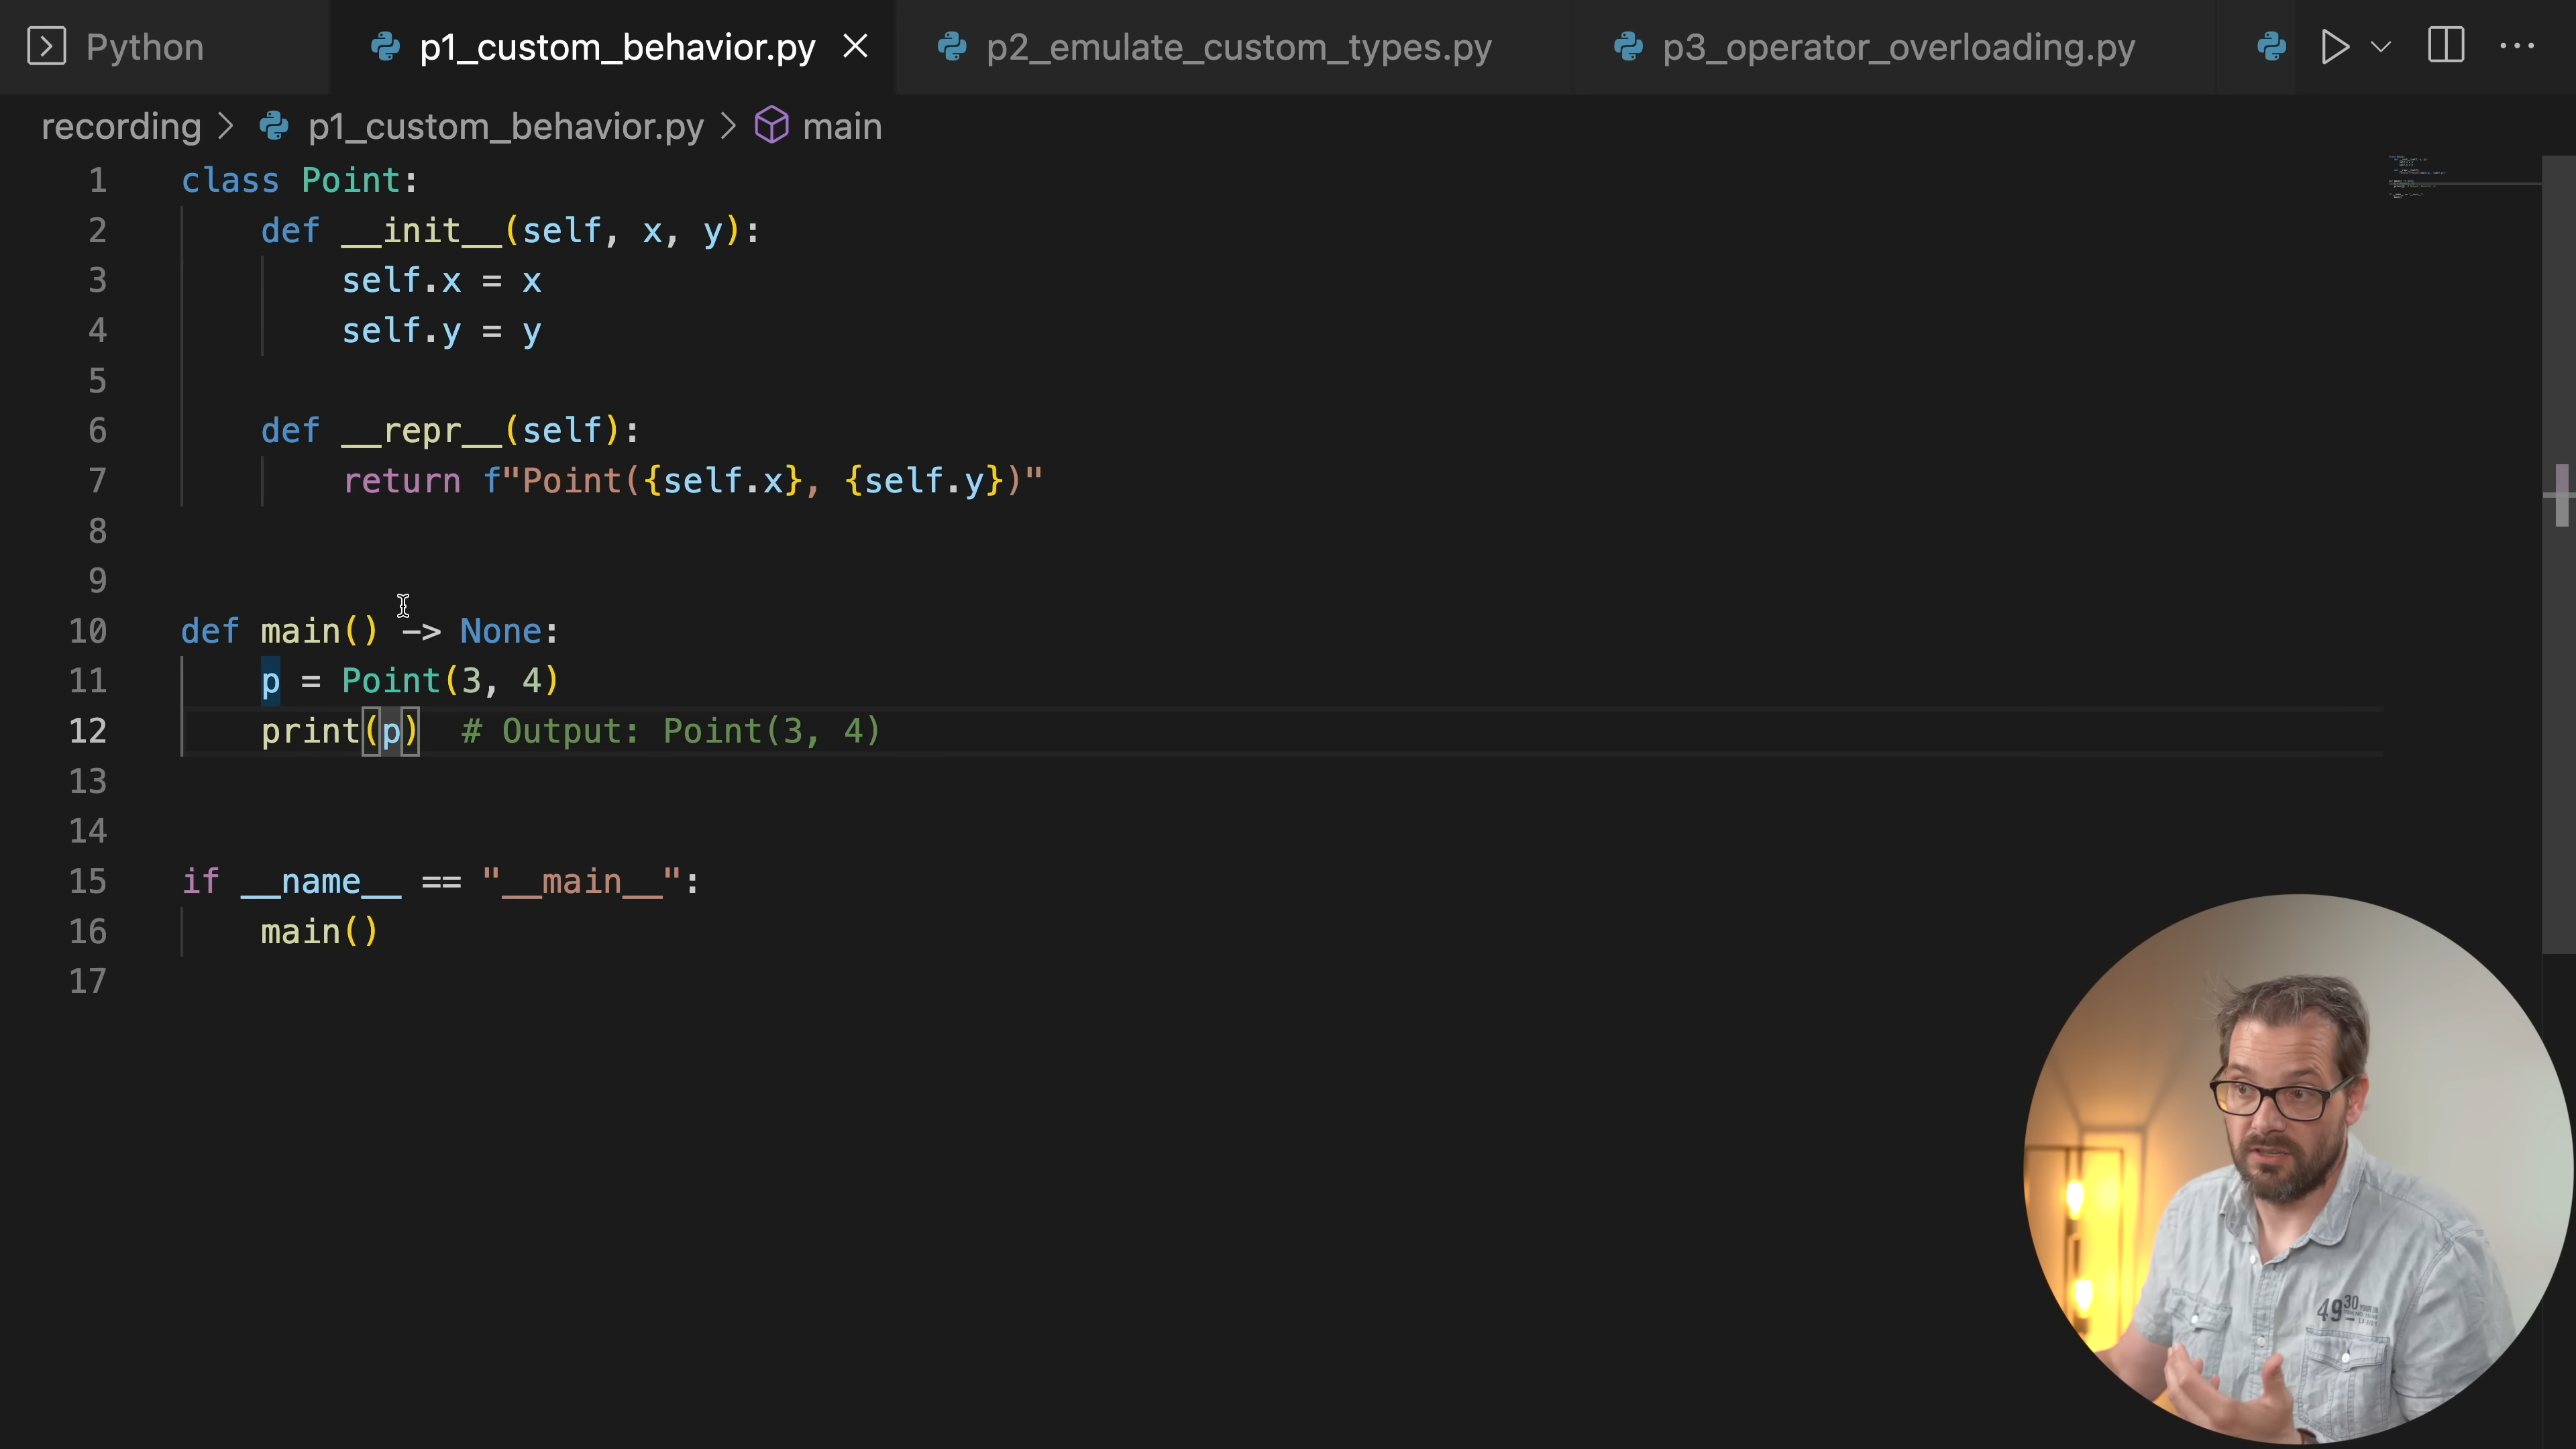 Python
p1_custom_behavior.py
p2_emulate_custom_types.py
p3_operator_overloading.py
recording > p1_custom_behavior.py > main
1 class Point:
2     def __init__(self, x, y):
3         self.x = x
4         self.y = y
5
6     def __repr__(self):
7         return f"Point({self.x}, {self.y})"
8
9
10 def main() -> None:
11     p = Point(3, 4)
12     print(p)  # Output: Point(3, 4)
13
14
15 if __name__ == "__main__":
16     main()
17
49 30